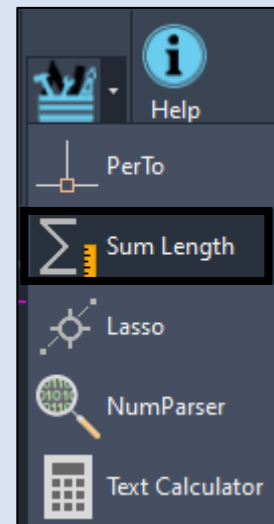 Help
PerTo
Sum Length
Lasso
NumParser
Text Calculator